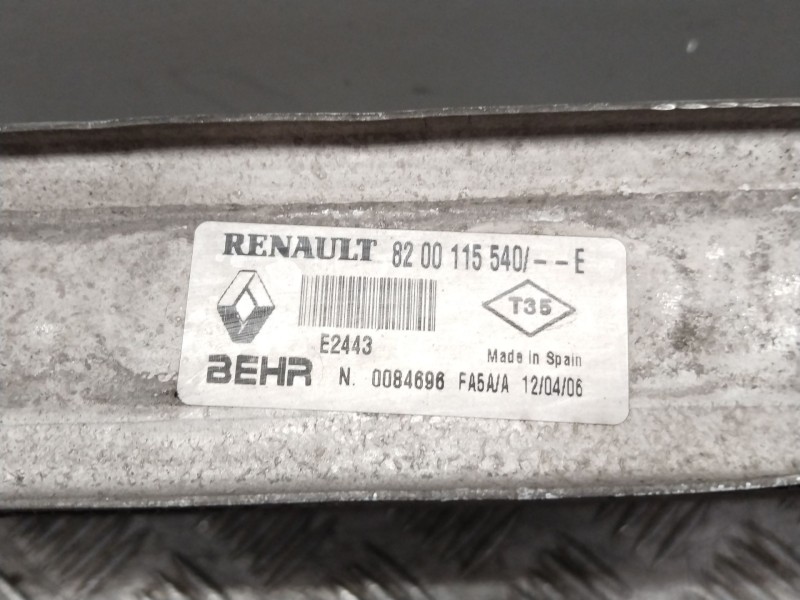 RENAULT 82 00 115 540/--E
T35
E2443
Made in Spain
BEHR N. 0084696 FA5A/A 12/04/06